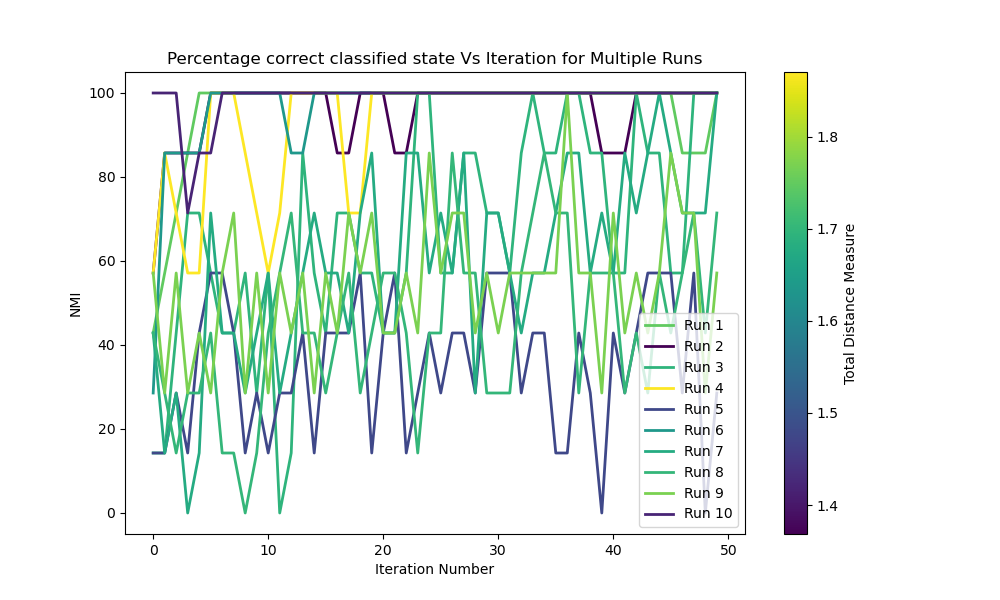 Percentage correct classified state Vs Iteration for Multiple Runs
NMI
100
80
60
40
20
0
0 10 20 30 40 50
Iteration Number
Run 1
Run 2
Run 3
Run 4
Run 5
Run 6
Run 7
Run 8
Run 9
Run 10
1.8
1.7
1.6
1.5
1.4
Total Distance Measure